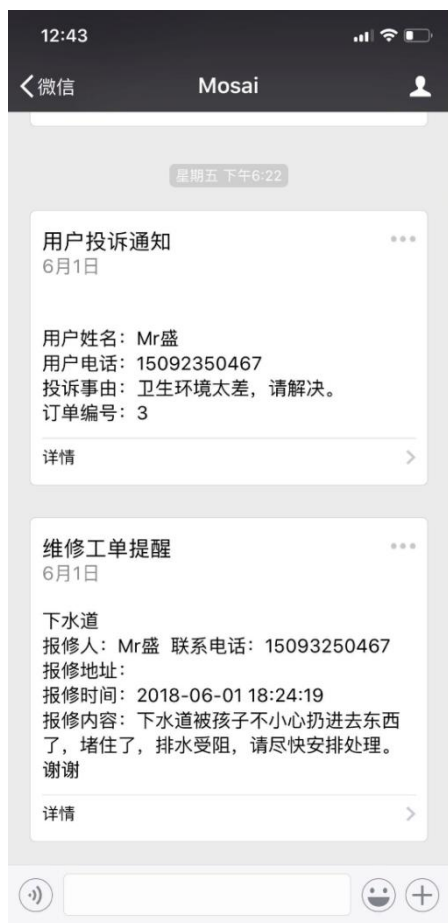 12:43
微信
Mosai
星期五 下午6:22
用户投诉通知
6月1日
用户姓名：Mr盛
用户电话：15092350467
投诉事由：卫生环境太差，请解决。
订单编号：3
详情
维修工单提醒
6月1日
下水道
报修人：Mr盛 联系电话：15093250467
报修地址：
报修时间：2018-06-01 18:24:19
报修内容：下水道被孩子不小心扔进去东西
了，堵住了，排水受阻，请尽快安排处理。
谢谢
详情